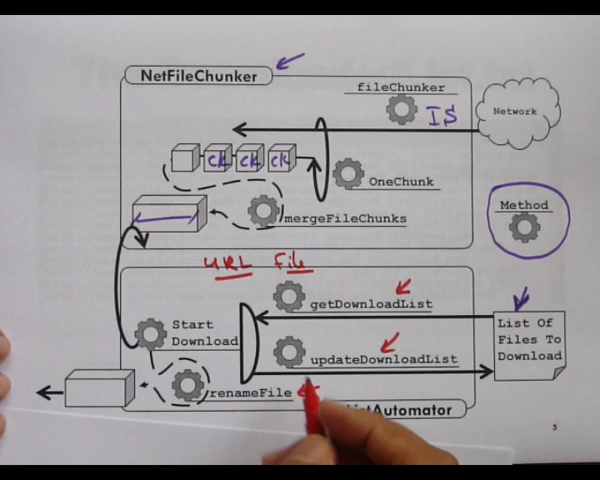 NetFileChunker
fileChunker
IS
Network
CK CK CK
OneChunk
mergeFileChunks
Method
URL File
getDownloadList
Start
Download
List Of
Files To
Download
updateDownloadList
renameFile
istAutomator
5